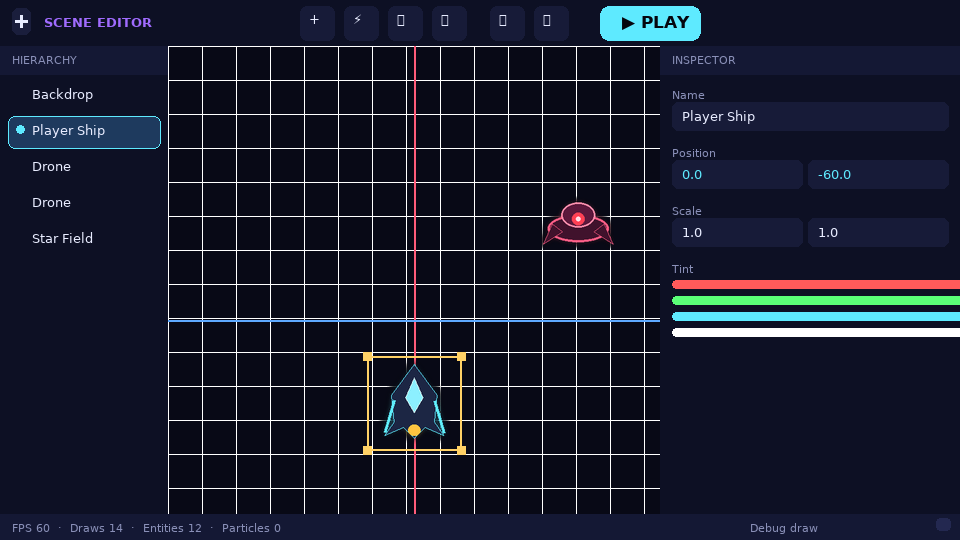 SCENE EDITOR
+ ⚡ ▶ PLAY
HIERARCHY
Backdrop
Player Ship
Drone
Drone
Star Field
INSPECTOR
Name
Player Ship
Position
0.0 -60.0
Scale
1.0 1.0
Tint
FPS 60 · Draws 14 · Entities 12 · Particles 0
Debug draw